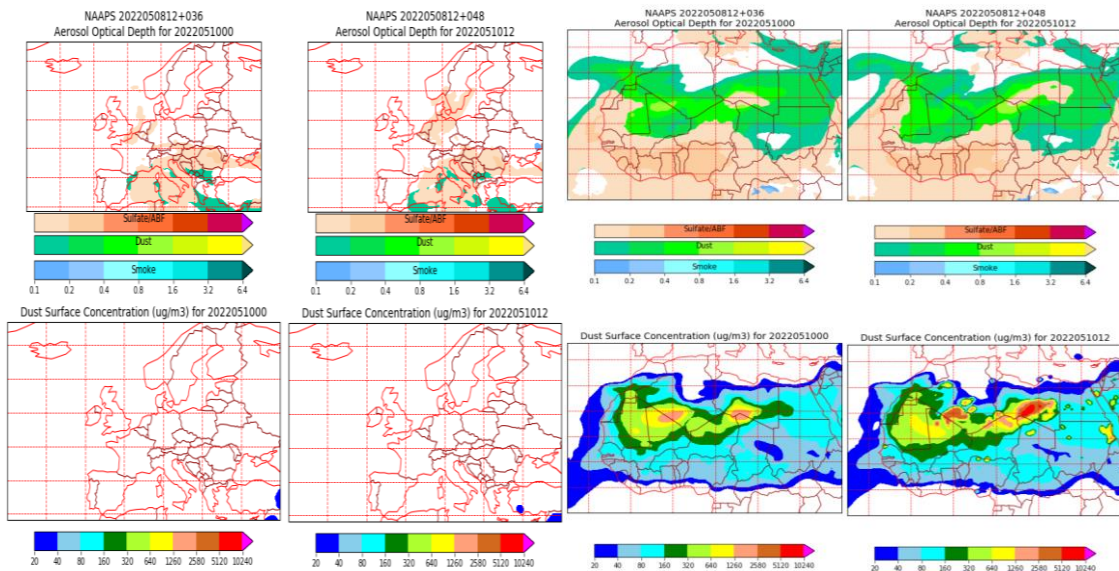 NAAPS 2022050812+036
Aerosol Optical Depth for 2022051000
NAAPS 2022050812+048
Aerosol Optical Depth for 2022051012
NAAPS 2022050812+036
Aerosol Optical Depth for 2022051000
NAAPS 2022050812+048
Aerosol Optical Depth for 2022051012
Sulfate/ABF
Dust
Smoke
0.1 0.2 0.4 0.8 1.6 3.2 6.4
Sulfate/ABF
Dust
Smoke
0.1 0.2 0.4 0.8 1.6 3.2 6.4
Sulfate/ABF
Dust
Smoke
0.1 0.2 0.4 0.8 1.6 3.2 6.4
Sulfate/ABF
Dust
Smoke
0.1 0.2 0.4 0.8 1.6 3.2 6.4
Dust Surface Concentration (ug/m3) for 2022051000
Dust Surface Concentration (ug/m3) for 2022051012
Dust Surface Concentration (ug/m3) for 2022051000
Dust Surface Concentration (ug/m3) for 2022051012
20 40 80 160 320 640 1260 2580 5120 10240
20 40 80 160 320 640 1260 2580 5120 10240
20 40 80 160 320 640 1260 2580 5120 10240
20 40 80 160 320 640 1260 2580 5120 10240